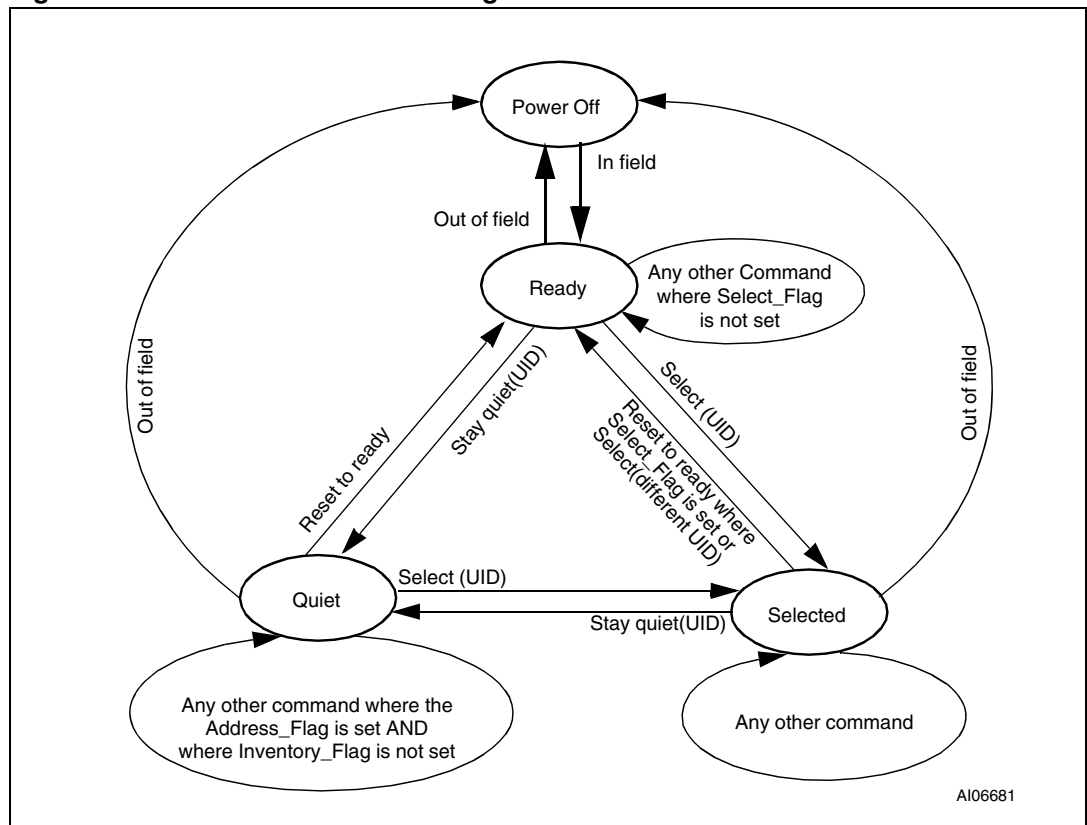 Power Off
In field
Out of field
Ready
Any other Command
where Select_Flag
is not set
Out of field
Out of field
Stay quiet(UID)
Select (UID)
Reset to ready
Reset to ready where
Select_Flag is set or
Select(different UID)
Quiet
Select (UID)
Stay quiet(UID)
Selected
Any other command where the
Address_Flag is set AND
where Inventory_Flag is not set
Any other command
AI06681